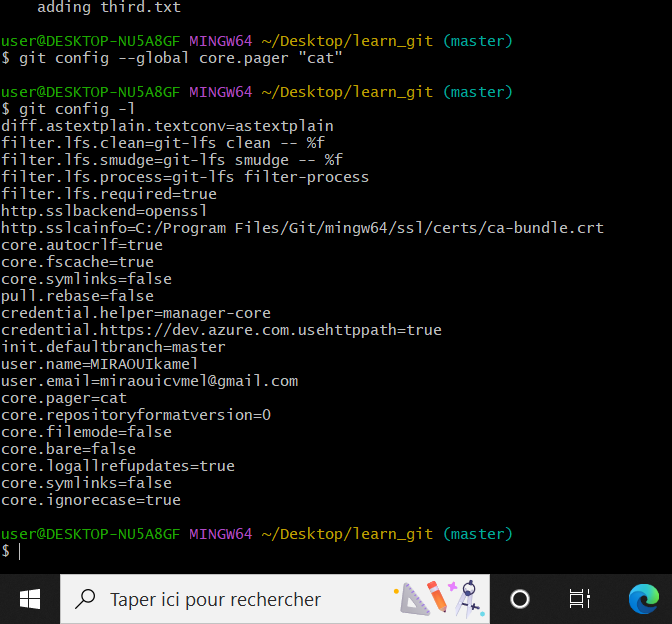 adding third.txt

user@DESKTOP-NU5A8GF MINGW64 ~/Desktop/learn_git (master)
$ git config --global core.pager "cat"

user@DESKTOP-NU5A8GF MINGW64 ~/Desktop/learn_git (master)
$ git config -l
diff.astextplain.textconv=astextplain
filter.lfs.clean=git-lfs clean -- %f
filter.lfs.smudge=git-lfs smudge -- %f
filter.lfs.process=git-lfs filter-process
filter.lfs.required=true
http.sslbackend=openssl
http.sslcainfo=C:/Program Files/Git/mingw64/ssl/certs/ca-bundle.crt
core.autocrlf=true
core.fscache=true
core.symlinks=false
pull.rebase=false
credential.helper=manager-core
credential.https://dev.azure.com.usehttppath=true
init.defaultbranch=master
user.name=MIRAOUIkamel
user.email=miraouicvmel@gmail.com
core.pager=cat
core.repositoryformatversion=0
core.filemode=false
core.bare=false
core.logallrefupdates=true
core.symlinks=false
core.ignorecase=true

user@DESKTOP-NU5A8GF MINGW64 ~/Desktop/learn_git (master)
$
Taper ici pour rechercher